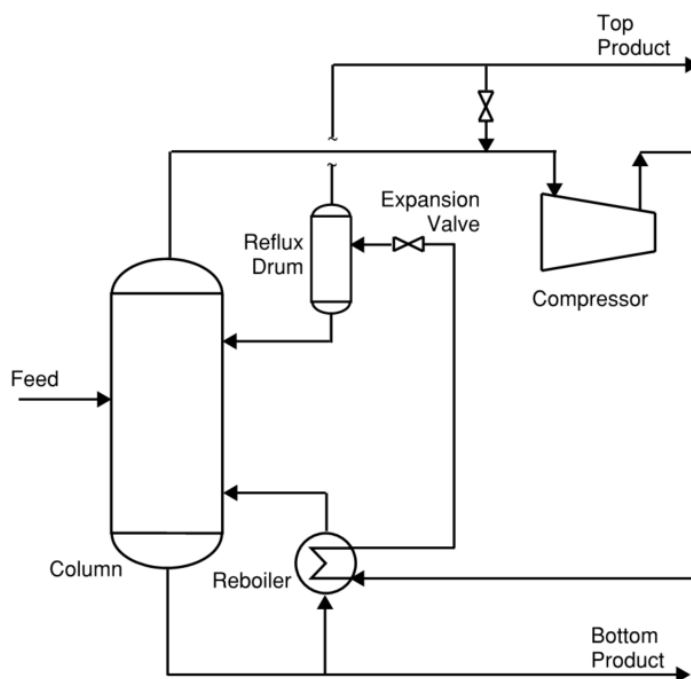 Top
Product
Expansion
Valve
Reflux
Drum
Compressor
Feed
Column
Reboiler
Bottom
Product